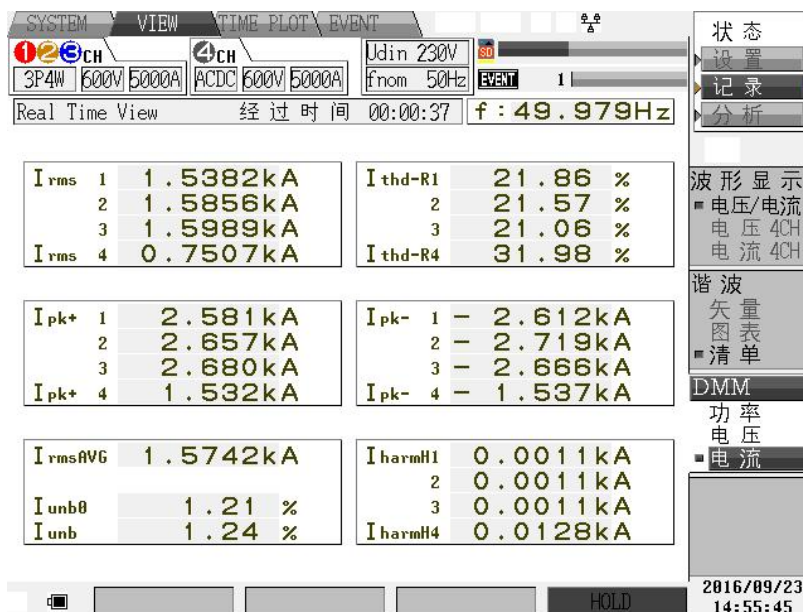 SYSTEM VIEW TIME PLOT EVENT
123CH 4CH Udin 230V SD
3P4W 600V 5000A ACDC 600V 5000A fnom 50Hz EVENT 1
Real Time View 经过时间 00:00:37 f:49.979Hz
Irms 1 1.5382kA
2 1.5856kA
3 1.5989kA
Irms 4 0.7507kA
Ithd-R1 21.86 %
2 21.57 %
3 21.06 %
Ithd-R4 31.98 %
Ipk+ 1 2.581kA
2 2.657kA
3 2.680kA
Ipk+ 4 1.532kA
Ipk- 1 - 2.612kA
2 - 2.719kA
3 - 2.666kA
Ipk- 4 - 1.537kA
IrmsAVG 1.5742kA
Iunb0 1.21 %
Iunb 1.24 %
IharmH1 0.0011kA
2 0.0011kA
3 0.0011kA
IharmH4 0.0128kA
HOLD
状态
设置
记录
分析
波形显示
电压/电流
电压 4CH
电流 4CH
谐波
矢量
图表
清单
DMM
功率
电压
电流
2016/09/23
14:55:45